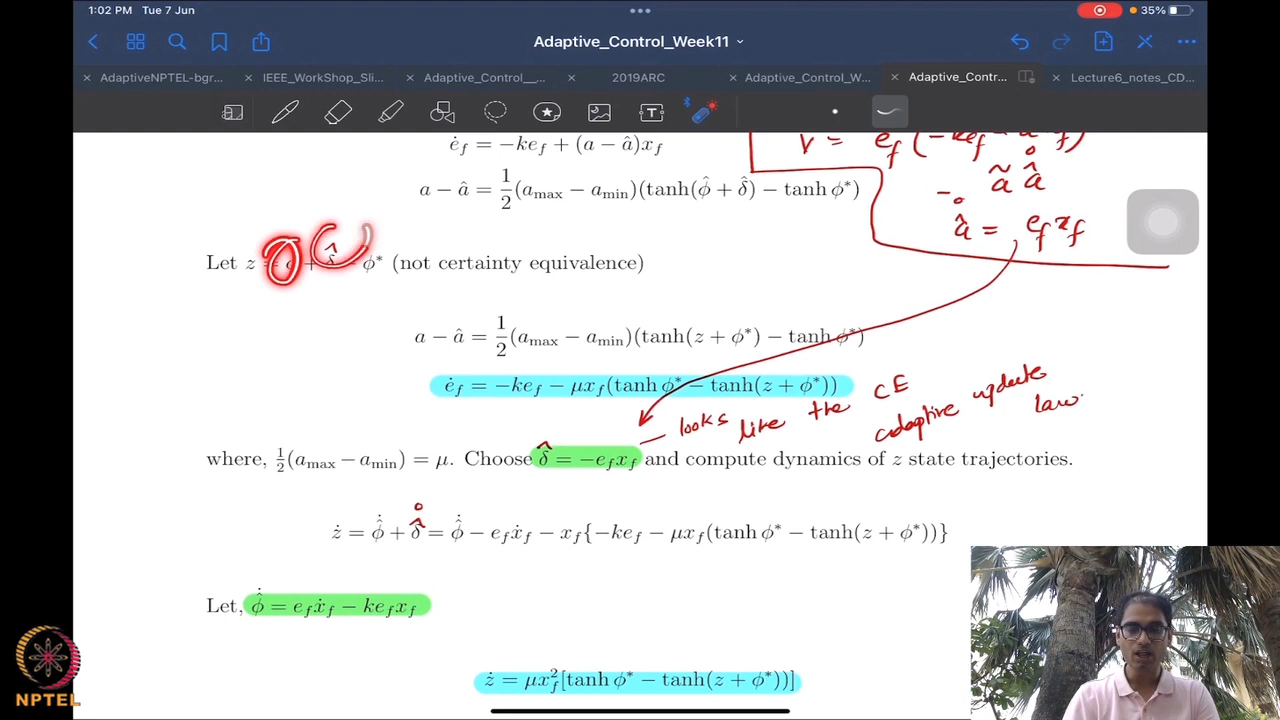 1:02 PM Tue 7 Jun
35%
Adaptive_Control_Week11
AdaptiveNPTEL-bgr...
IEEE_WorkShop_Sli...
Adaptive_Control__...
2019ARC
Adaptive_Control_W...
Adaptive_Contr...
Lecture6_notes_CD...
ė_f = −ke_f + (a − â)x_f
a − â = 1/2(a_max − a_min)(tanh(φ̂ + δ̂) − tanh φ*)
ã â̇
â̇ = e_f x_f
Let z = + δ̂ − φ* (not certainty equivalence)
a − â = 1/2(a_max − a_min)(tanh(z + φ*) − tanh φ*)
ė_f = −ke_f − μx_f(tanh φ* − tanh(z + φ*))
looks like the CE
adaptive update law
where, 1/2(a_max − a_min) = μ. Choose δ̂ = −e_f x_f and compute dynamics of z state trajectories.
ż = φ̂̇ + δ̂̇ = φ̂̇ − e_f ẋ_f − x_f{−ke_f − μx_f(tanh φ* − tanh(z + φ*))}
Let, φ̂̇ = e_f ẋ_f − ke_f x_f
ż = μx_f²[tanh φ* − tanh(z + φ*))]
NPTEL